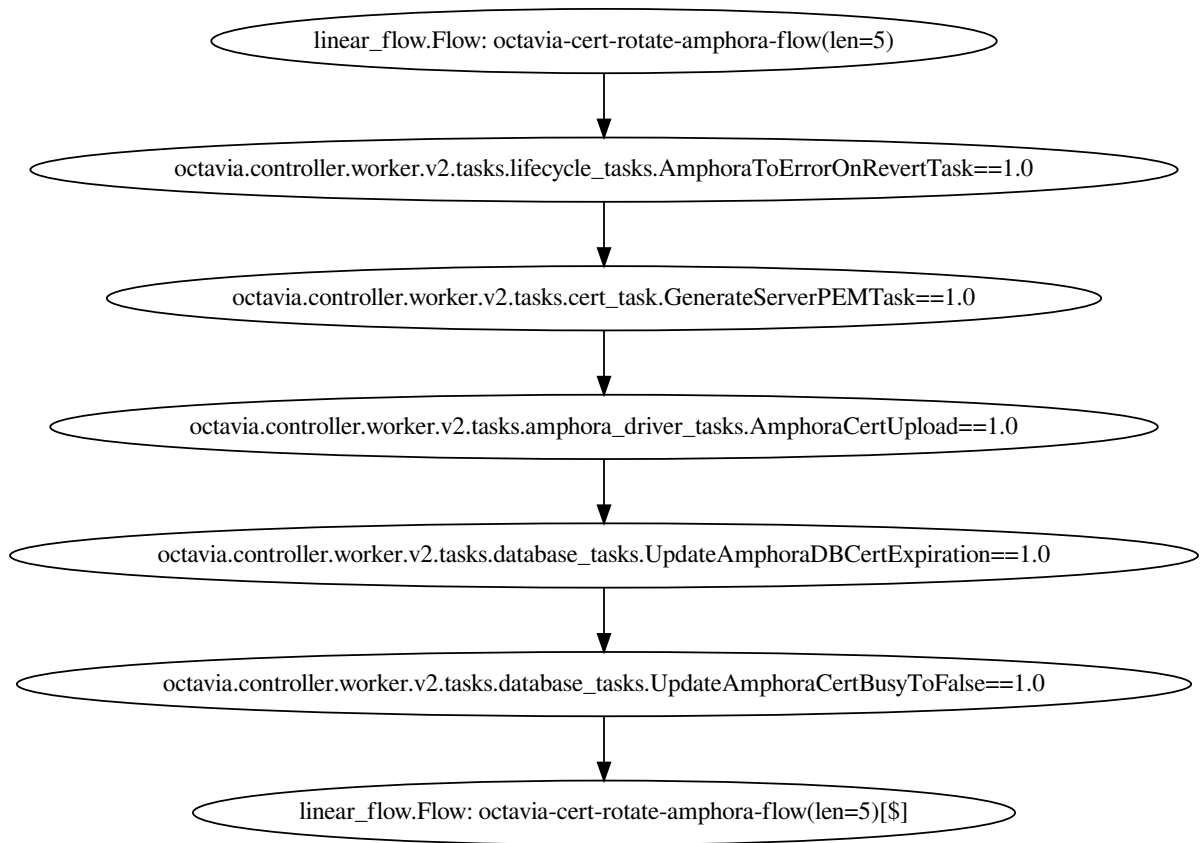 linear_flow.Flow: octavia-cert-rotate-amphora-flow(len=5)
octavia.controller.worker.v2.tasks.lifecycle_tasks.AmphoraToErrorOnRevertTask==1.0
octavia.controller.worker.v2.tasks.cert_task.GenerateServerPEMTask==1.0
octavia.controller.worker.v2.tasks.amphora_driver_tasks.AmphoraCertUpload==1.0
octavia.controller.worker.v2.tasks.database_tasks.UpdateAmphoraDBCertExpiration==1.0
octavia.controller.worker.v2.tasks.database_tasks.UpdateAmphoraCertBusyToFalse==1.0
linear_flow.Flow: octavia-cert-rotate-amphora-flow(len=5)[$]